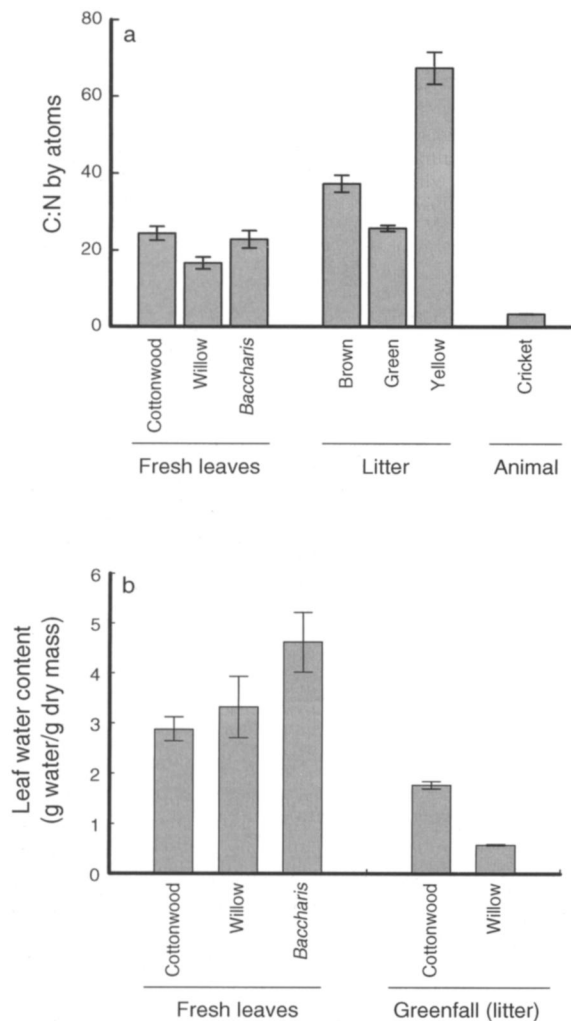 a
80
60
40
20
0
C:N by atoms
Cottonwood
Willow
Baccharis
Brown
Green
Yellow
Cricket
Fresh leaves
Litter
Animal
b
6
5
4
3
2
1
0
Leaf water content
(g water/g dry mass)
Cottonwood
Willow
Baccharis
Cottonwood
Willow
Fresh leaves
Greenfall (litter)